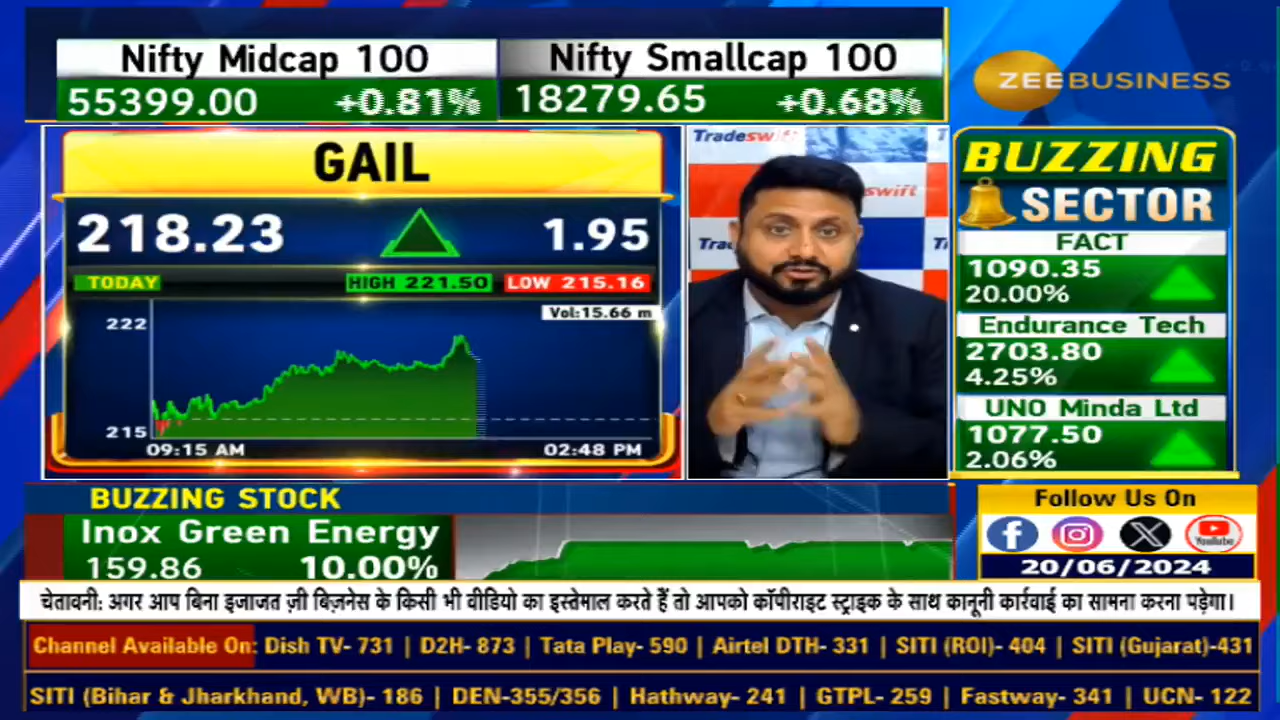 Nifty Midcap 100
55399.00 +0.81%
Nifty Smallcap 100
18279.65 +0.68%
ZEE BUSINESS
GAIL
218.23 1.95
TODAY HIGH 221.50 LOW 215.16
Vol:15.66 m
222
215
09:15 AM 02:48 PM
Tradeswift
swift
BUZZING
SECTOR
FACT
1090.35
20.00%
Endurance Tech
2703.80
4.25%
UNO Minda Ltd
1077.50
2.06%
BUZZING STOCK
Inox Green Energy
159.86 10.00%
Follow Us On
YouTube
20/06/2024
चेतावनी: अगर आप बिना इजाजत ज़ी बिज़नेस के किसी भी वीडियो का इस्तेमाल करते हैं तो आपको कॉपीराइट स्ट्राइक के साथ कानूनी कार्रवाई का सामना करना पड़ेगा।
Channel Available On: Dish TV- 731 | D2H- 873 | Tata Play- 590 | Airtel DTH- 331 | SITI (ROI)- 404 | SITI (Gujarat)-431
SITI (Bihar & Jharkhand, WB)- 186 | DEN-355/356 | Hathway- 241 | GTPL- 259 | Fastway- 341 | UCN- 122